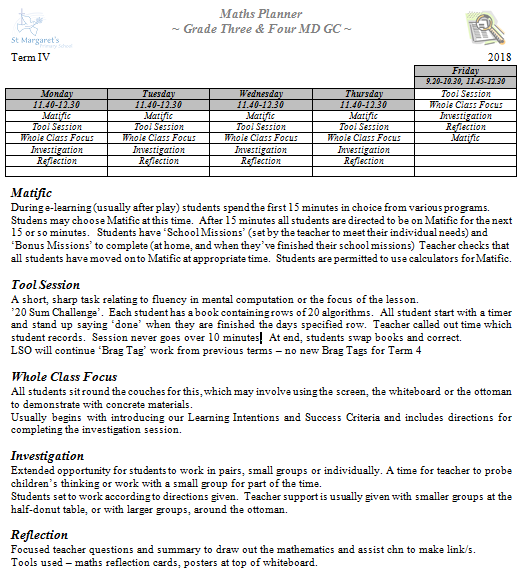 Maths Planner
~ Grade Three & Four MD GC ~
St Margaret's
Term IV 2018
Friday
9.20-10.30, 11.45-12.30
Monday Tuesday Wednesday Thursday Tool Session
11.40-12.30 11.40-12.30 11.40-12.30 11.40-12.30 Whole Class Focus
Matific Matific Matific Matific Investigation
Tool Session Tool Session Tool Session Tool Session Reflection
Whole Class Focus Whole Class Focus Whole Class Focus Whole Class Focus Matific
Investigation Investigation Investigation Investigation
Reflection Reflection Reflection Reflection
Matific
During e-learning (usually after play) students spend the first 15 minutes in choice from various programs.
Studens may choose Matific at this time. After 15 minutes all students are directed to be on Matific for the next
15 or so minutes. Students have 'School Missions' (set by the teacher to meet their individual needs) and
'Bonus Missions' to complete (at home, and when they've finished their school missions) Teacher checks that
all students have moved on to Matific at appropriate time. Students are permitted to use calculators for Matific.
Tool Session
A short, sharp task relating to fluency in mental computation or the focus of the lesson.
'20 Sum Challenge'. Each student has a book containing rows of 20 algorithms. All student start with a timer
and stand up saying 'done' when they are finished the days specified row. Teacher called out time which
student records. Session never goes over 10 minutes. At end, students swap books and correct.
LSO will continue 'Brag Tag' work from previous terms – no new Brag Tags for Term 4
Whole Class Focus
All students sit round the couches for this, which may involve using the screen, the whiteboard or the ottoman
to demonstrate with concrete materials.
Usually begins with introducing our Learning Intentions and Success Criteria and includes directions for
completing the investigation session.
Investigation
Extended opportunity for students to work in pairs, small groups or individually. A time for teacher to probe
children's thinking or work with a small group for part of the time.
Students set to work according to directions given. Teacher support is usually given with smaller groups at the
half-donut table, or with larger groups, around the ottoman.
Reflection
Focused teacher questions and summary to draw out the mathematics and assist chn to make link/s.
Tools used – maths reflection cards, posters at top of whiteboard.